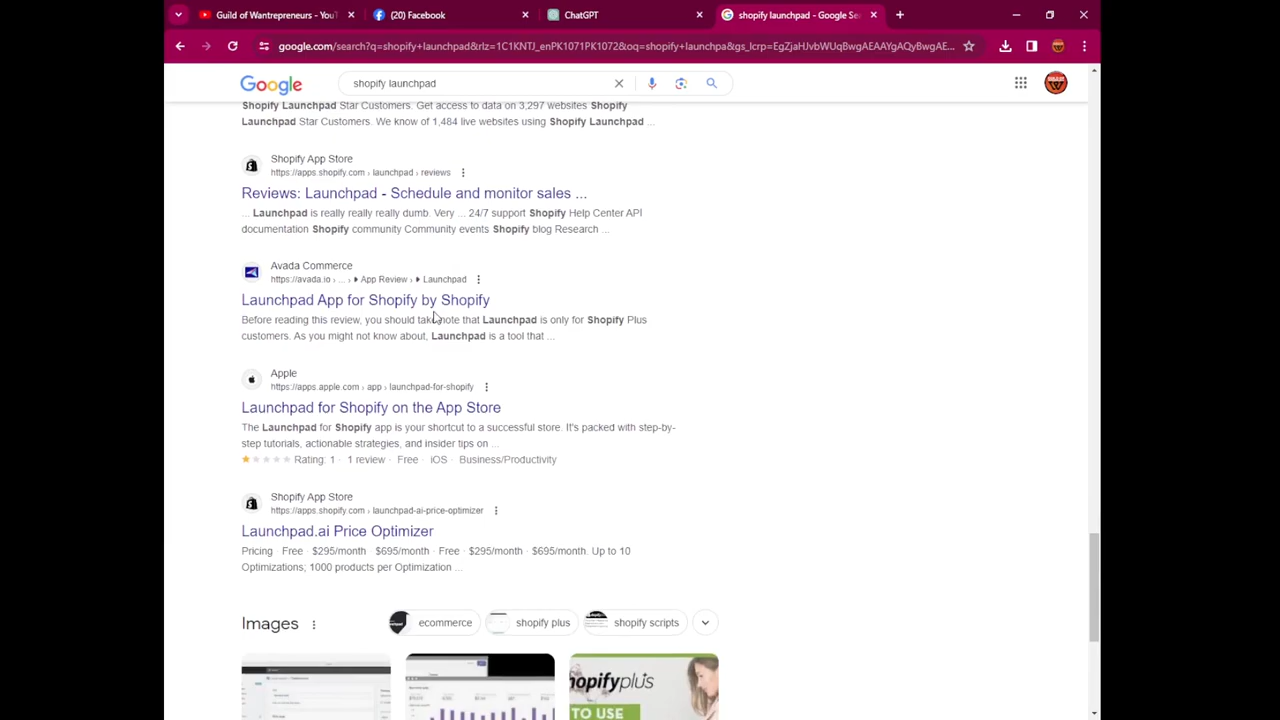 Guild of Wantrepreneurs - YouT
(20) Facebook
ChatGPT
shopify launchpad - Google Sea
google.com/search?q=shopify+launchpad&rlz=1C1KNTJ_enPK1071PK1072&oq=shopify+launchpa&gs_lcrp=EgZjaHJvbWUqBwgAEAAYgAQyBwgAE...
Google
shopify launchpad
Shopify Launchpad Star Customers. Get access to data on 3,297 websites Shopify
Launchpad Star Customers. We know of 1,484 live websites using Shopify Launchpad ...
Shopify App Store
https://apps.shopify.com › launchpad › reviews
Reviews: Launchpad - Schedule and monitor sales ...
... Launchpad is really really really dumb. Very ... 24/7 support Shopify Help Center API
documentation Shopify community Community events Shopify blog Research ...
Avada Commerce
https://avada.io › ... › App Review › Launchpad
Launchpad App for Shopify by Shopify
Before reading this review, you should take note that Launchpad is only for Shopify Plus
customers. As you might not know about, Launchpad is a tool that ...
Apple
https://apps.apple.com › app › launchpad-for-shopify
Launchpad for Shopify on the App Store
The Launchpad for Shopify app is your shortcut to a successful store. It's packed with step-by-
step tutorials, actionable strategies, and insider tips on ...
Rating: 1 · 1 review · Free · iOS · Business/Productivity
Shopify App Store
https://apps.shopify.com › launchpad-ai-price-optimizer
Launchpad.ai Price Optimizer
Pricing · Free · $295/month · $695/month. · Free · $295/month · $695/month. Up to 10
Optimizations; 1000 products per Optimization ...
Images
ecommerce
shopify plus
shopify scripts
hopifyplus
TO USE